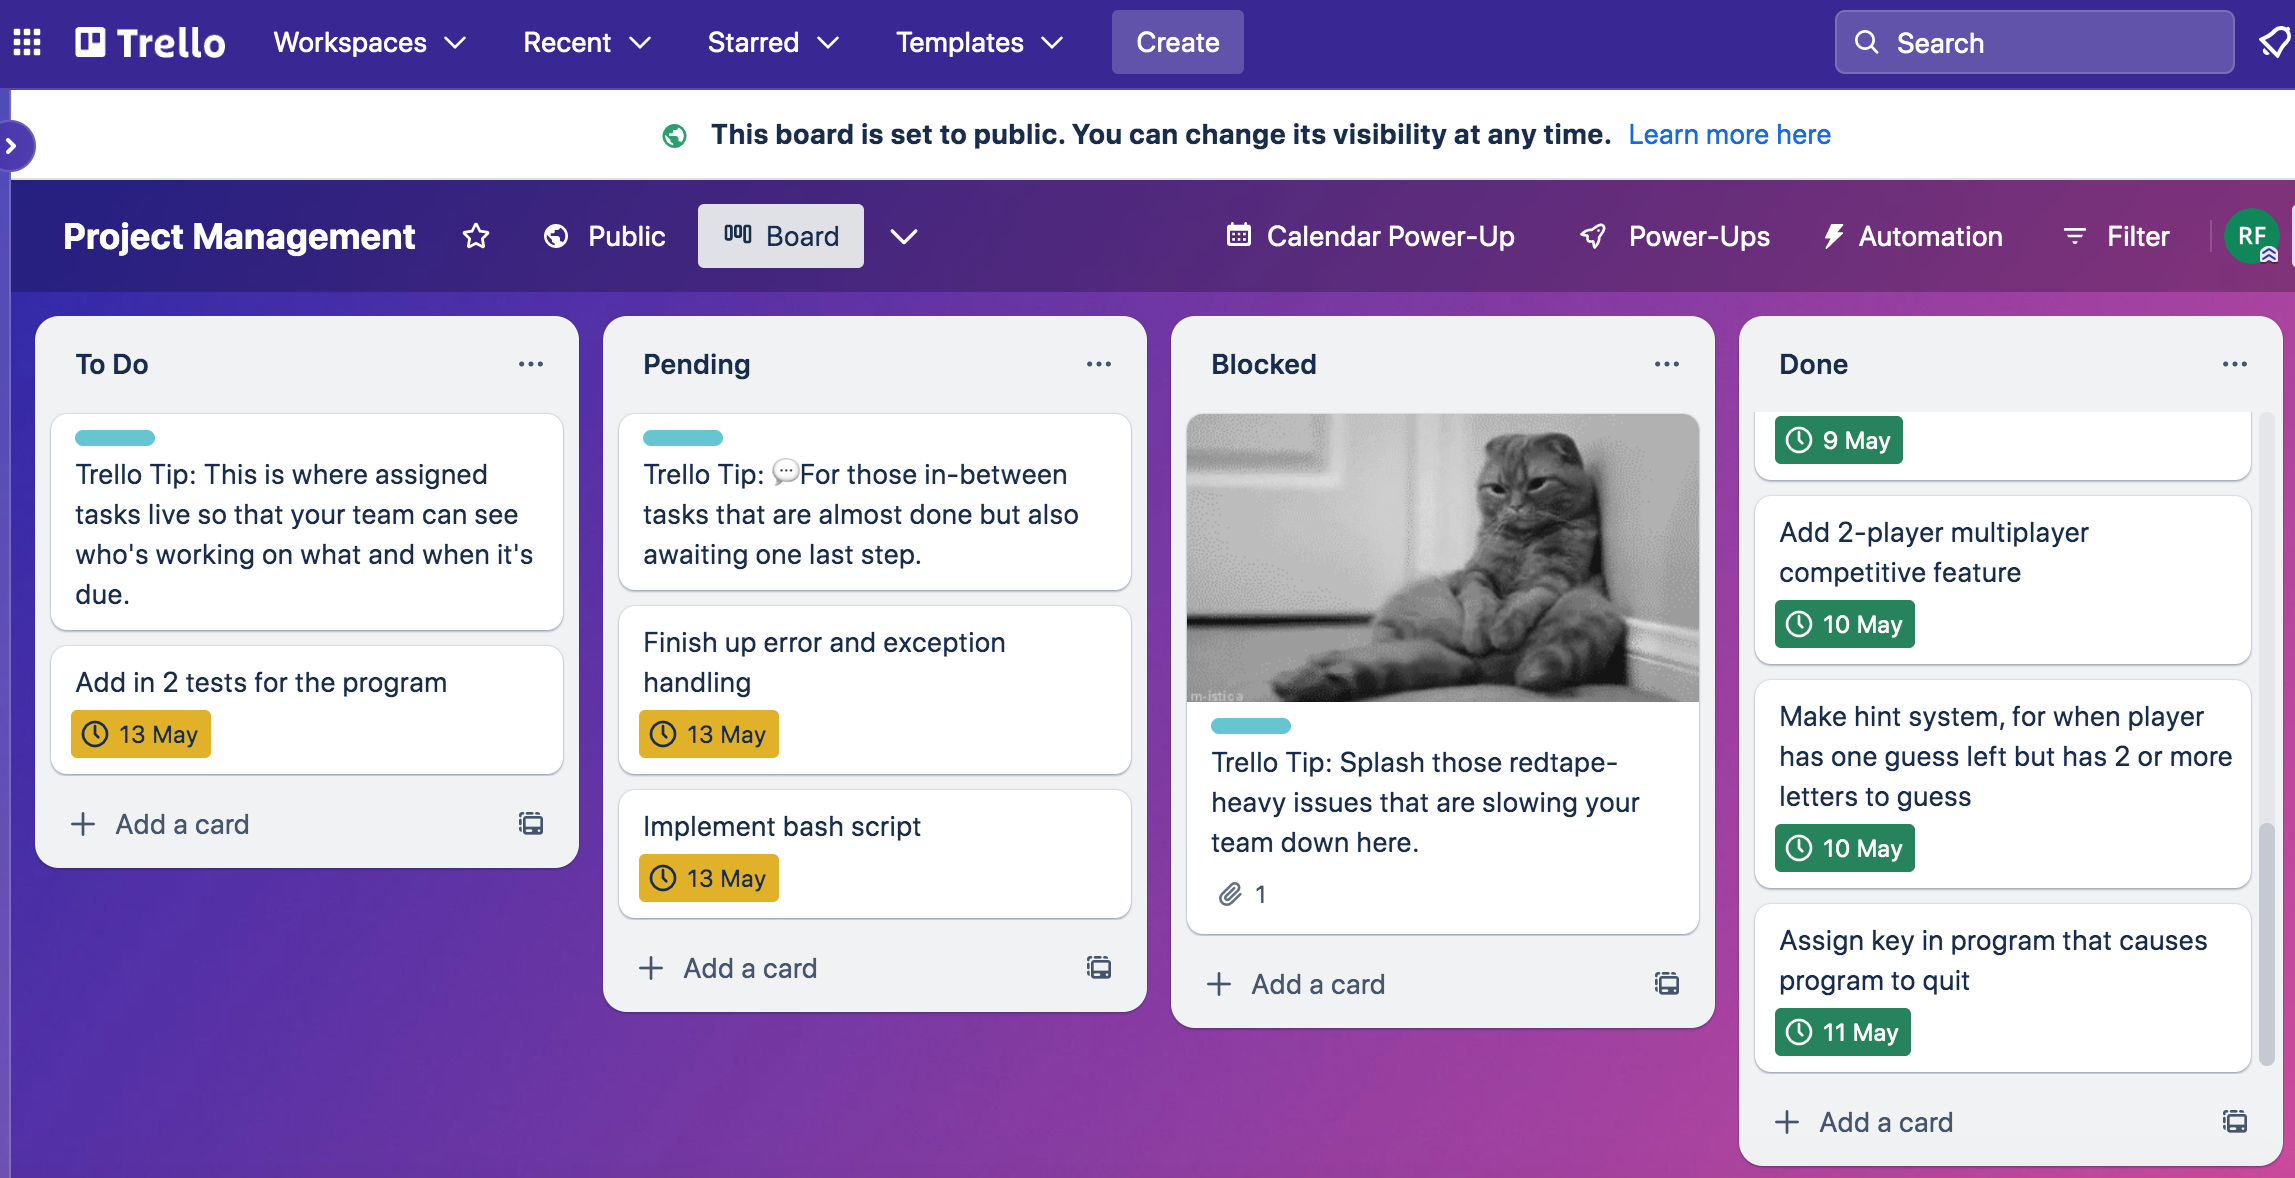 Trello Workspaces Recent Starred Templates Create Search
This board is set to public. You can change its visibility at any time. Learn more here
Project Management Public Board Calendar Power-Up Power-Ups Automation Filter RF
To Do
Trello Tip: This is where assigned
tasks live so that your team can see
who's working on what and when it's
due.
Add in 2 tests for the program
13 May
+ Add a card
Pending
Trello Tip: 💬For those in-between
tasks that are almost done but also
awaiting one last step.
Finish up error and exception
handling
13 May
Implement bash script
13 May
+ Add a card
Blocked
m-istica
Trello Tip: Splash those redtape-
heavy issues that are slowing your
team down here.
1
+ Add a card
Done
9 May
Add 2-player multiplayer
competitive feature
10 May
Make hint system, for when player
has one guess left but has 2 or more
letters to guess
10 May
Assign key in program that causes
program to quit
11 May
+ Add a card